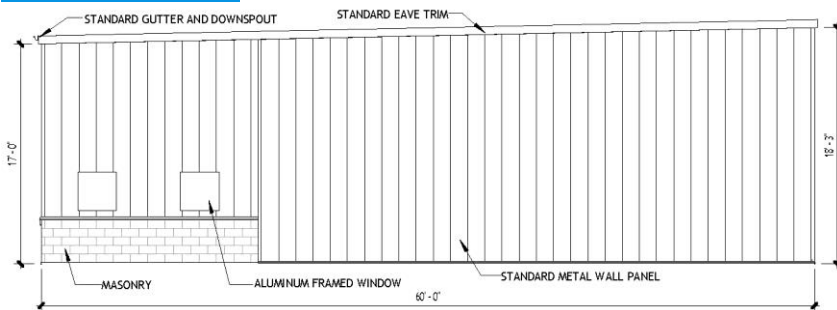 STANDARD GUTTER AND DOWNSPOUT
STANDARD EAVE TRIM
17'-0"
18'-3"
MASONRY
ALUMINUM FRAMED WINDOW
STANDARD METAL WALL PANEL
60'-0"